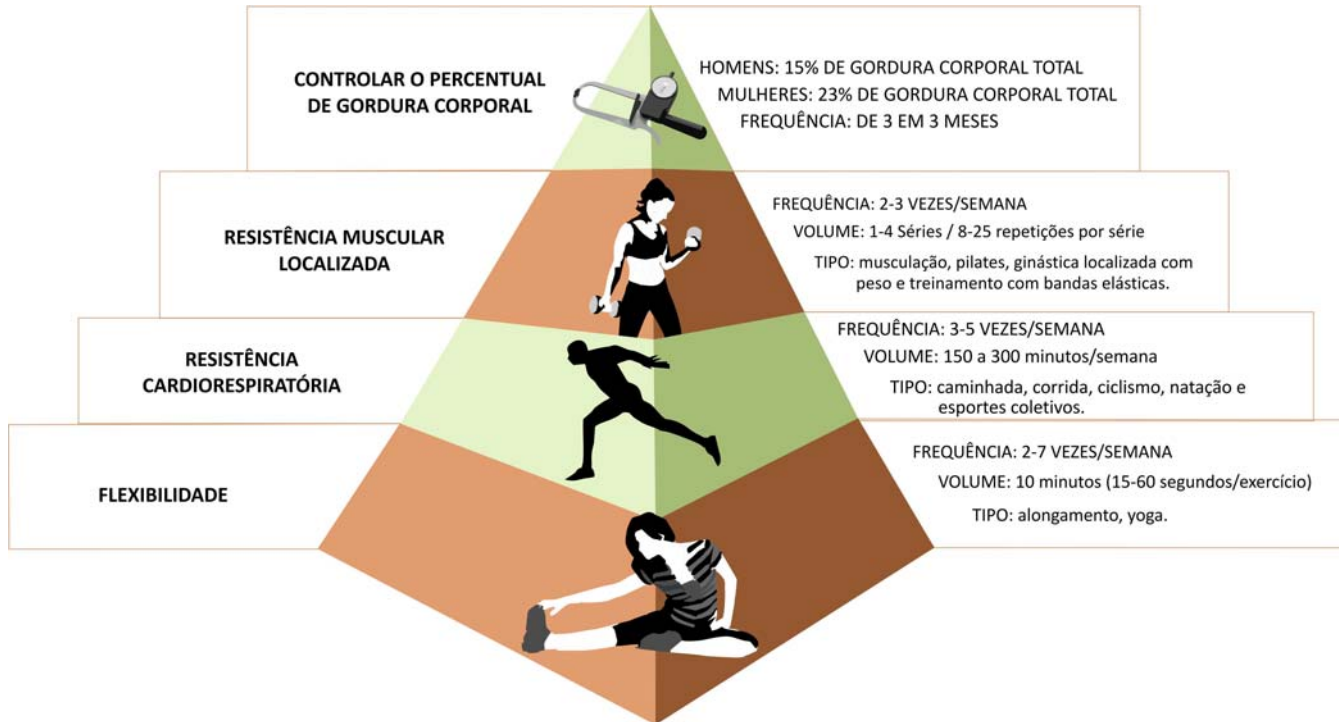 CONTROLAR O PERCENTUAL
DE GORDURA CORPORAL
HOMENS: 15% DE GORDURA CORPORAL TOTAL
MULHERES: 23% DE GORDURA CORPORAL TOTAL
FREQUÊNCIA: DE 3 EM 3 MESES
RESISTÊNCIA MUSCULAR
LOCALIZADA
FREQUÊNCIA: 2-3 VEZES/SEMANA
VOLUME: 1-4 Séries / 8-25 repetições por série
TIPO: musculação, pilates, ginástica localizada com
peso e treinamento com bandas elásticas.
RESISTÊNCIA
CARDIORESPIRATÓRIA
FREQUÊNCIA: 3-5 VEZES/SEMANA
VOLUME: 150 a 300 minutos/semana
TIPO: caminhada, corrida, ciclismo, natação e
esportes coletivos.
FLEXIBILIDADE
FREQUÊNCIA: 2-7 VEZES/SEMANA
VOLUME: 10 minutos (15-60 segundos/exercício)
TIPO: alongamento, yoga.